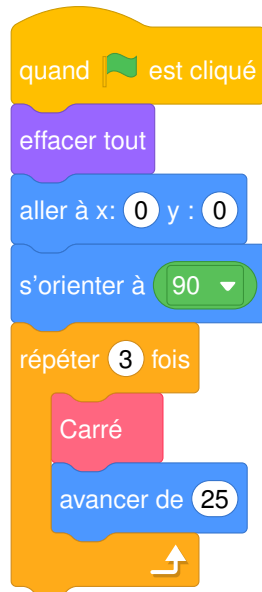 quand est cliqué
effacer tout
aller à x: 0 y : 0
s'orienter à 90
répéter 3 fois
Carré
avancer de 25